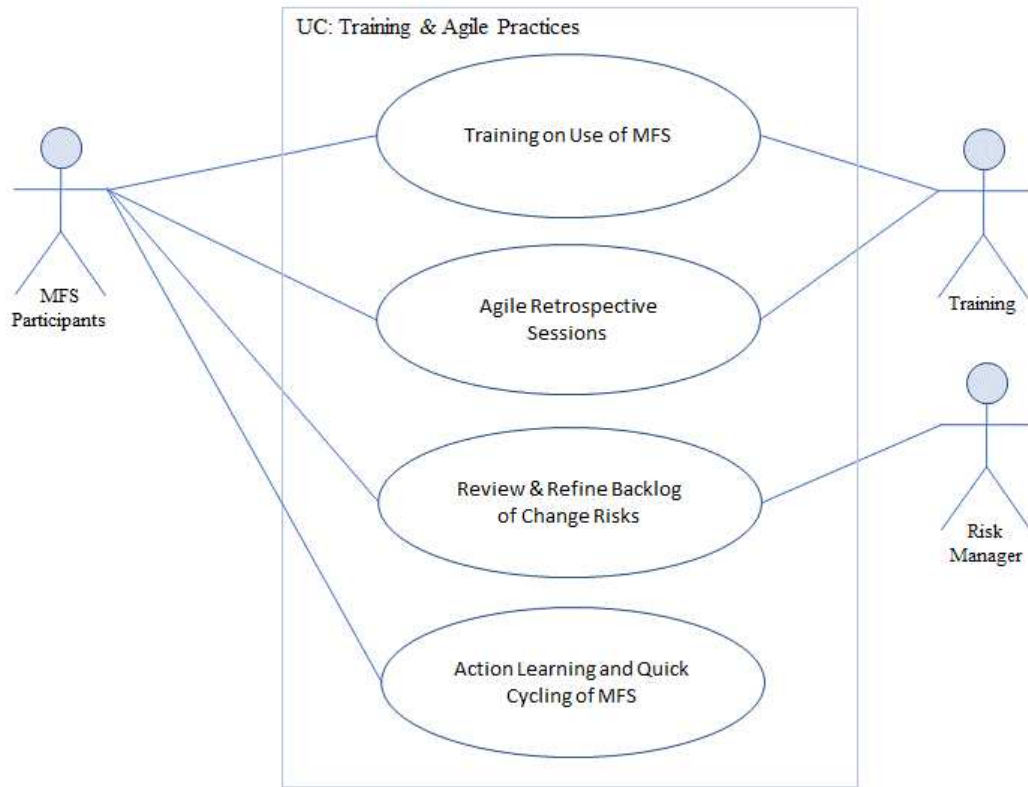 UC: Training & Agile Practices
Training on Use of MFS
MFS
Participants
Training
Agile Retrospective
Sessions
Review & Refine Backlog
of Change Risks
Risk
Manager
Action Learning and Quick
Cycling of MFS